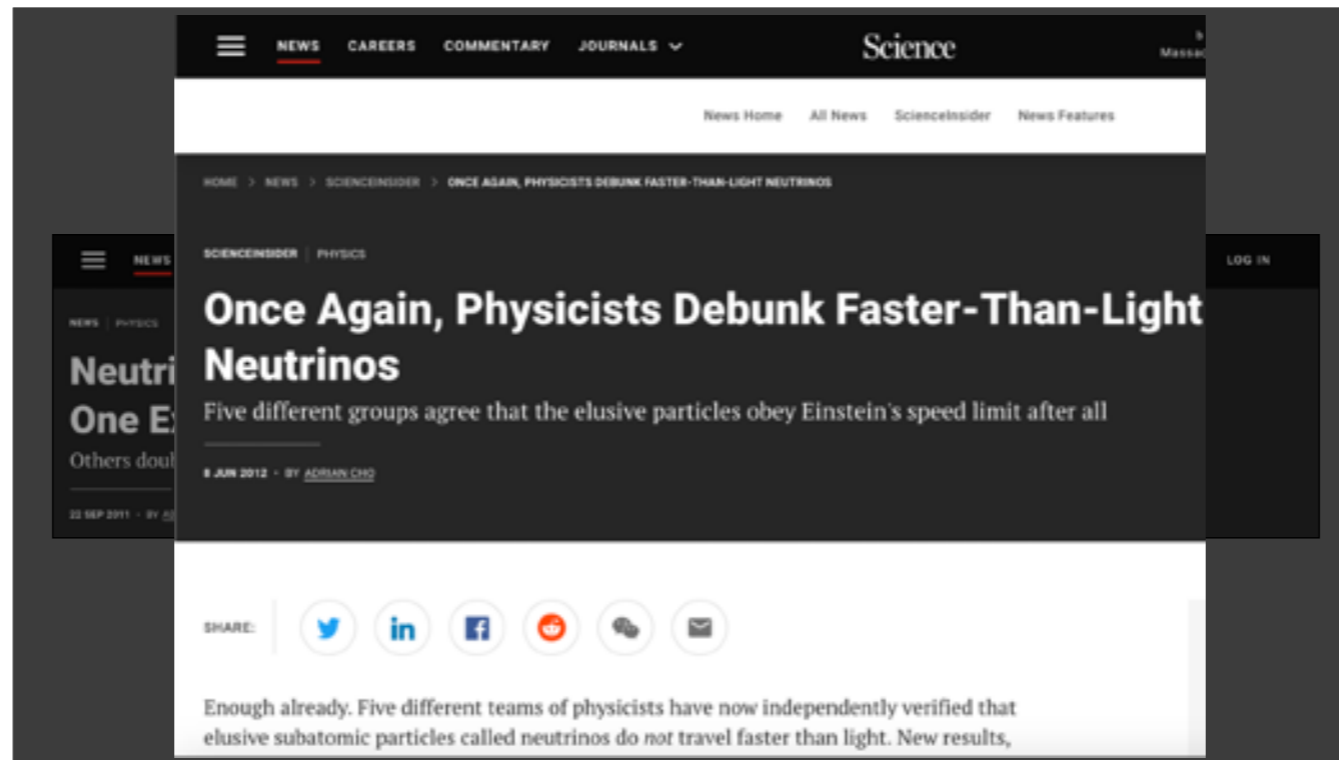 NEWS CAREERS COMMENTARY JOURNALS Science
News Home All News ScienceInsider News Features
HOME > NEWS > SCIENCEINSIDER > ONCE AGAIN, PHYSICISTS DEBUNK FASTER-THAN-LIGHT NEUTRINOS
SCIENCEINSIDER | PHYSICS
Once Again, Physicists Debunk Faster-Than-Light
Neutrinos
Five different groups agree that the elusive particles obey Einstein's speed limit after all
8 JUN 2012 · BY ADRIAN CHO
SHARE:
Enough already. Five different teams of physicists have now independently verified that
elusive subatomic particles called neutrinos do not travel faster than light. New results,
NEWS
LOG IN
NEWS | PHYSICS
Neutri
One E
Others doub
22 SEP 2011 · BY